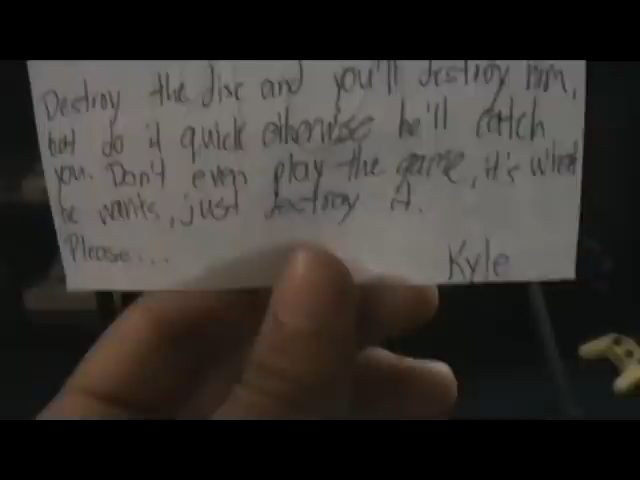 Destroy the disc and you'll destroy him,
but do it quick otherwise he'll catch
you. Don't even play the game, it's what
he wants, just destroy it.
Please...
Kyle